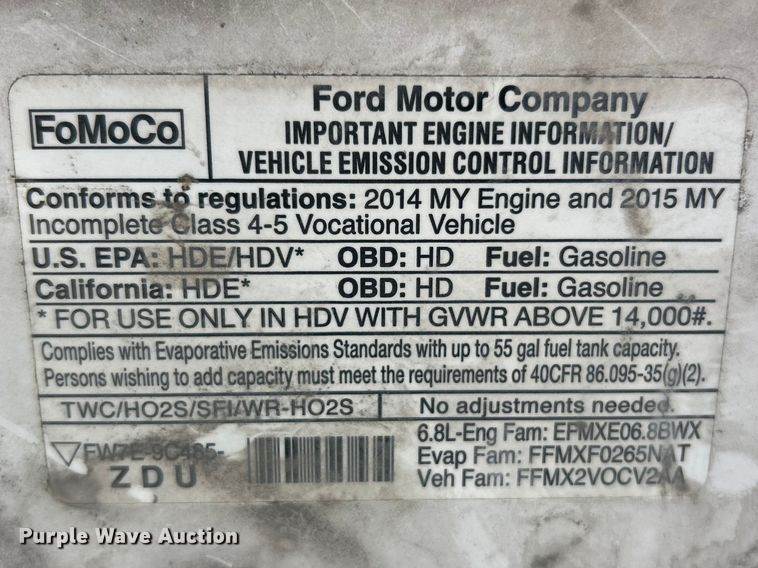 FoMoCo
Ford Motor Company
IMPORTANT ENGINE INFORMATION/
VEHICLE EMISSION CONTROL INFORMATION
Conforms to regulations: 2014 MY Engine and 2015 MY
Incomplete Class 4-5 Vocational Vehicle
U.S. EPA: HDE/HDV* OBD: HD Fuel: Gasoline
California: HDE* OBD: HD Fuel: Gasoline
* FOR USE ONLY IN HDV WITH GVWR ABOVE 14,000#.
Complies with Evaporative Emissions Standards with up to 55 gal fuel tank capacity.
Persons wishing to add capacity must meet the requirements of 40CFR 86.095-35(g)(2).
TWC/HO2S/SFI/WR-HO2S No adjustments needed.
FW7E-9C485-
ZDU
6.8L-Eng Fam: EFMXE06.8BWX
Evap Fam: FFMXF0265NAT
Veh Fam: FFMX2VOCV2AA
Purple Wave Auction